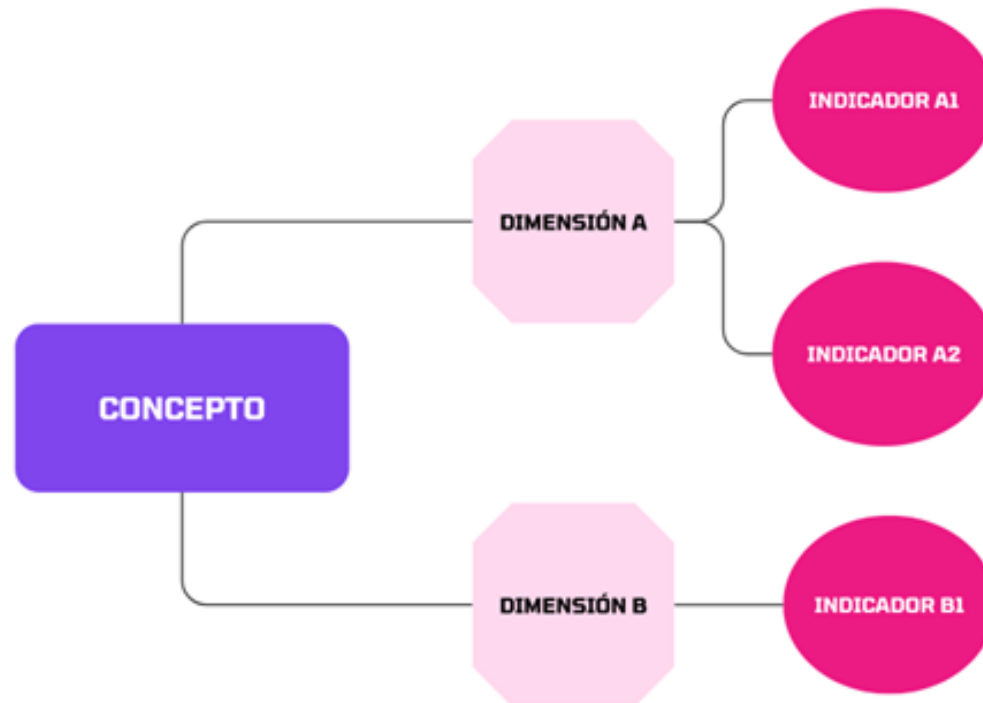 INDICADOR A1
DIMENSIÓN A
INDICADOR A2
CONCEPTO
DIMENSIÓN B
INDICADOR B1